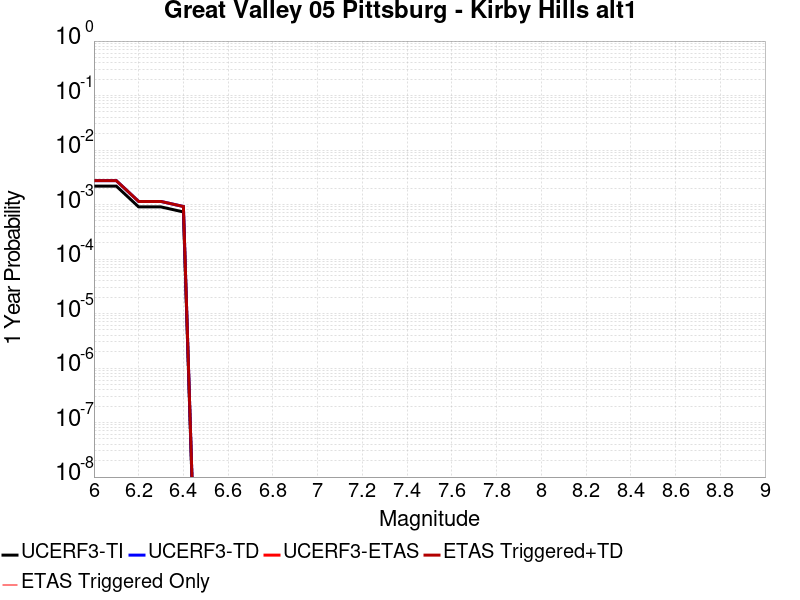 Great Valley 05 Pittsburg - Kirby Hills alt1
10^0
10^-1
10^-2
10^-3
10^-4
10^-5
10^-6
10^-7
10^-8
1 Year Probability
6 6.2 6.4 6.6 6.8 7 7.2 7.4 7.6 7.8 8 8.2 8.4 8.6 8.8 9
Magnitude
UCERF3-TI UCERF3-TD UCERF3-ETAS ETAS Triggered+TD
ETAS Triggered Only